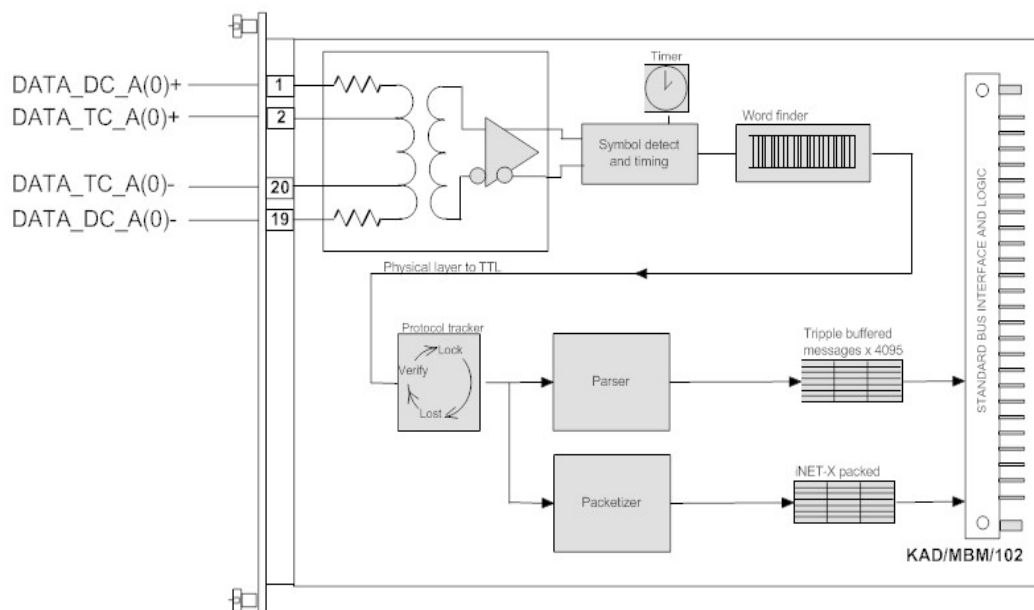 DATA_DC_A(0)+
DATA_TC_A(0)+
DATA_TC_A(0)-
DATA_DC_A(0)-
1
2
20
19
Timer
Symbol detect
and timing
Word finder
Physical layer to TTL
Protocol tracker
Lock
Verify
Lost
Parser
Tripple buffered
messages x 4095
Packetizer
iNET-X packed
STANDARD BUS INTERFACE AND LOGIC
KAD/MBM/102